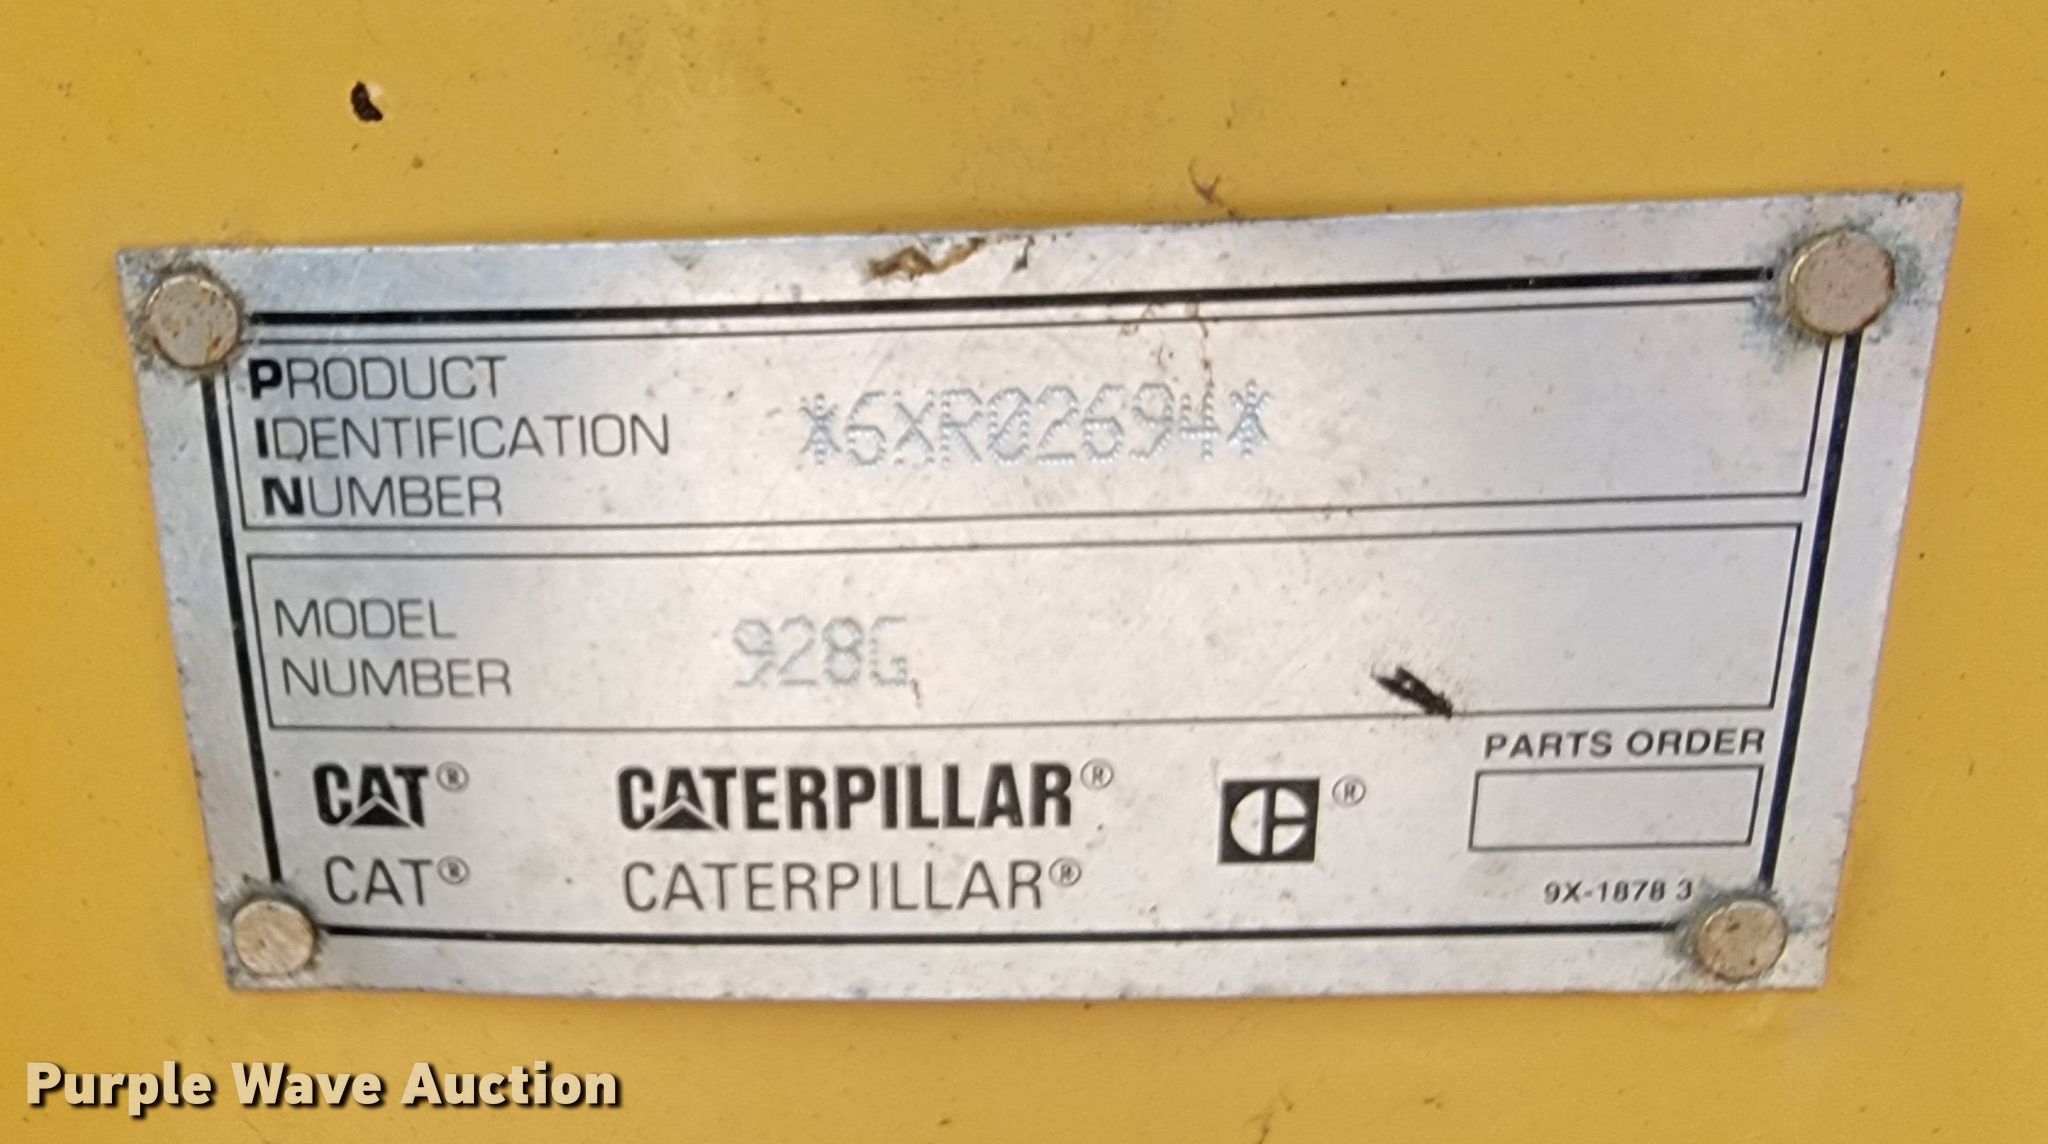 PRODUCT
IDENTIFICATION
NUMBER
*6XR02694*
MODEL
NUMBER
928G
PARTS ORDER
CAT® CATERPILLAR® ®
CAT® CATERPILLAR®
9X-1878 3
Purple Wave Auction